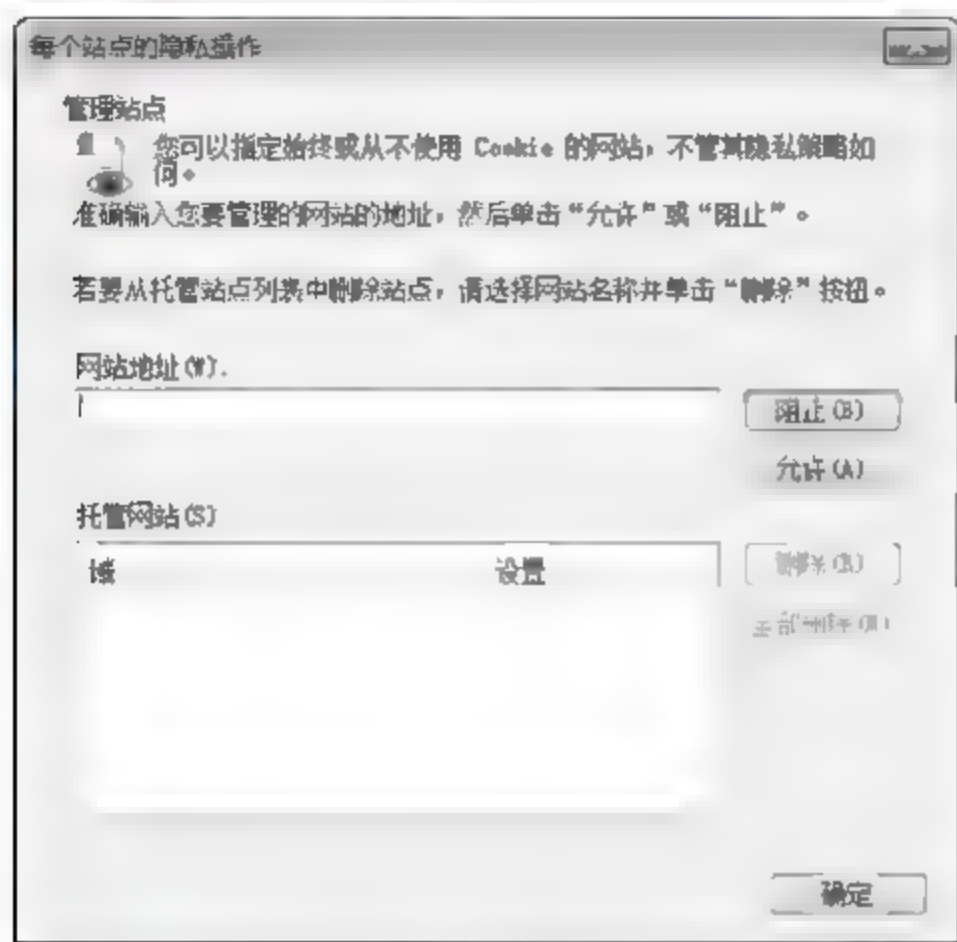 每个站点的隐私操作
管理站点
您可以指定始终或从不使用 Cookie 的网站，不管其隐私策略如
何。
准确输入您要管理的网站的地址，然后单击“允许”或“阻止”。
若要从托管站点列表中删除站点，请选择网站名称并单击“删除”按钮。
网站地址(W):
阻止(B)
允许(A)
托管网站(S)
域 设置
删除(R)
全部删除(M)
确定